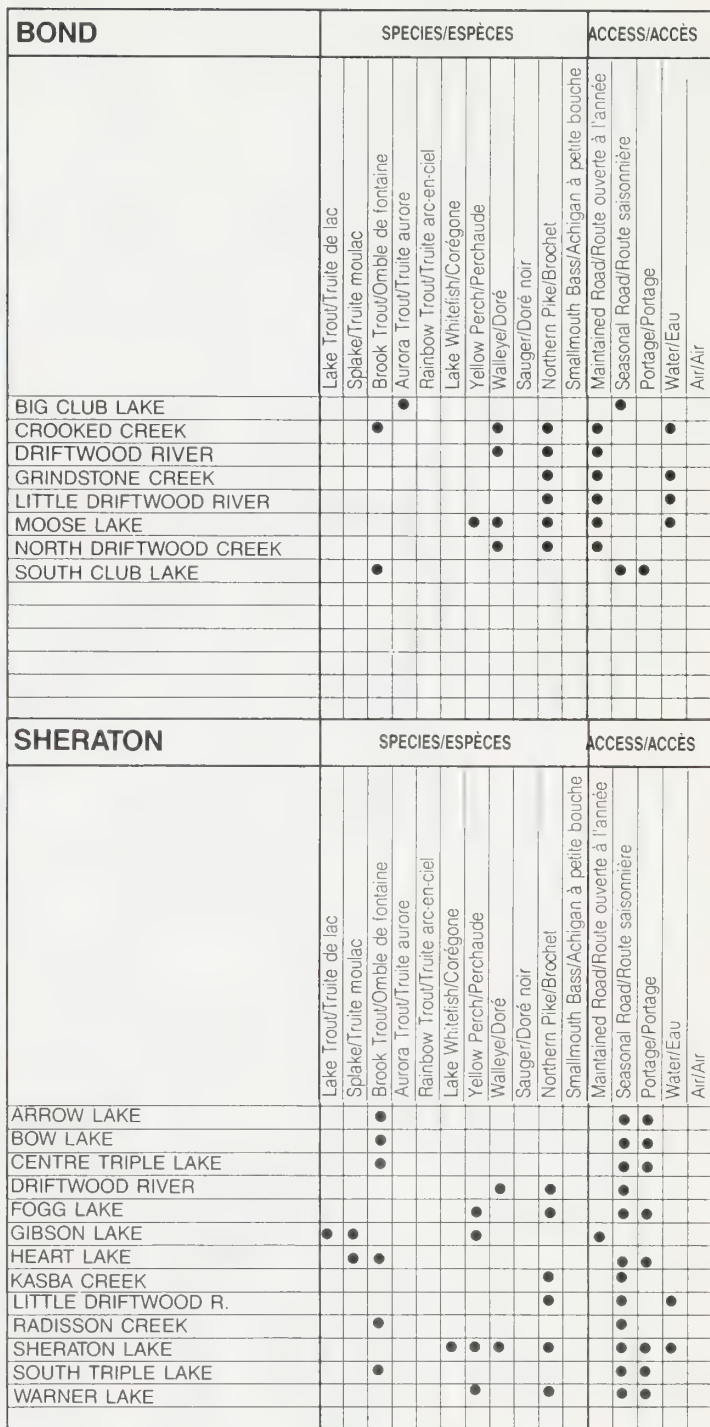 BOND SPECIES/ESPÈCES ACCESS/ACCÈS
Lake Trout/Truite de lac
Splake/Truite moulac
Brook Trout/Omble de fontaine
Aurora Trout/Truite aurore
Rainbow Trout/Truite arc-en-ciel
Lake Whitefish/Corégone
Yellow Perch/Perchaude
Walleye/Doré
Sauger/Doré noir
Northern Pike/Brochet
Smallmouth Bass/Achigan à petite bouche
Maintained Road/Route ouverte à l'année
Seasonal Road/Route saisonnière
Portage/Portage
Water/Eau
Air/Air
BIG CLUB LAKE
CROOKED CREEK
DRIFTWOOD RIVER
GRINDSTONE CREEK
LITTLE DRIFTWOOD RIVER
MOOSE LAKE
NORTH DRIFTWOOD CREEK
SOUTH CLUB LAKE
SHERATON SPECIES/ESPÈCES ACCESS/ACCÈS
Lake Trout/Truite de lac
Splake/Truite moulac
Brook Trout/Omble de fontaine
Aurora Trout/Truite aurore
Rainbow Trout/Truite arc-en-ciel
Lake Whitefish/Corégone
Yellow Perch/Perchaude
Walleye/Doré
Sauger/Doré noir
Northern Pike/Brochet
Smallmouth Bass/Achigan à petite bouche
Maintained Road/Route ouverte à l'année
Seasonal Road/Route saisonnière
Portage/Portage
Water/Eau
Air/Air
ARROW LAKE
BOW LAKE
CENTRE TRIPLE LAKE
DRIFTWOOD RIVER
FOGG LAKE
GIBSON LAKE
HEART LAKE
KASBA CREEK
LITTLE DRIFTWOOD R.
RADISSON CREEK
SHERATON LAKE
SOUTH TRIPLE LAKE
WARNER LAKE